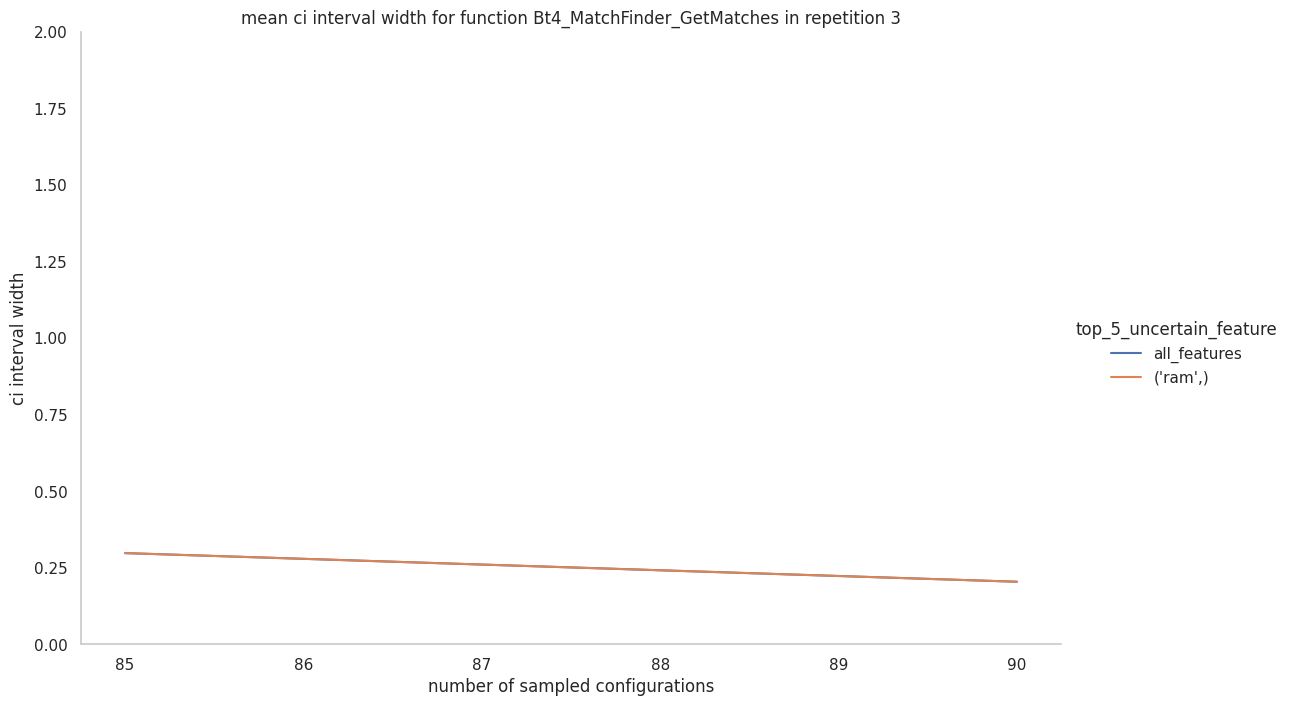 mean ci interval width for function Bt4_MatchFinder_GetMatches in repetition 3
2.00
1.75
1.50
1.25
1.00
0.75
0.50
0.25
0.00
ci interval width
85 86 87 88 89 90
number of sampled configurations
top_5_uncertain_feature
all_features
('ram',)